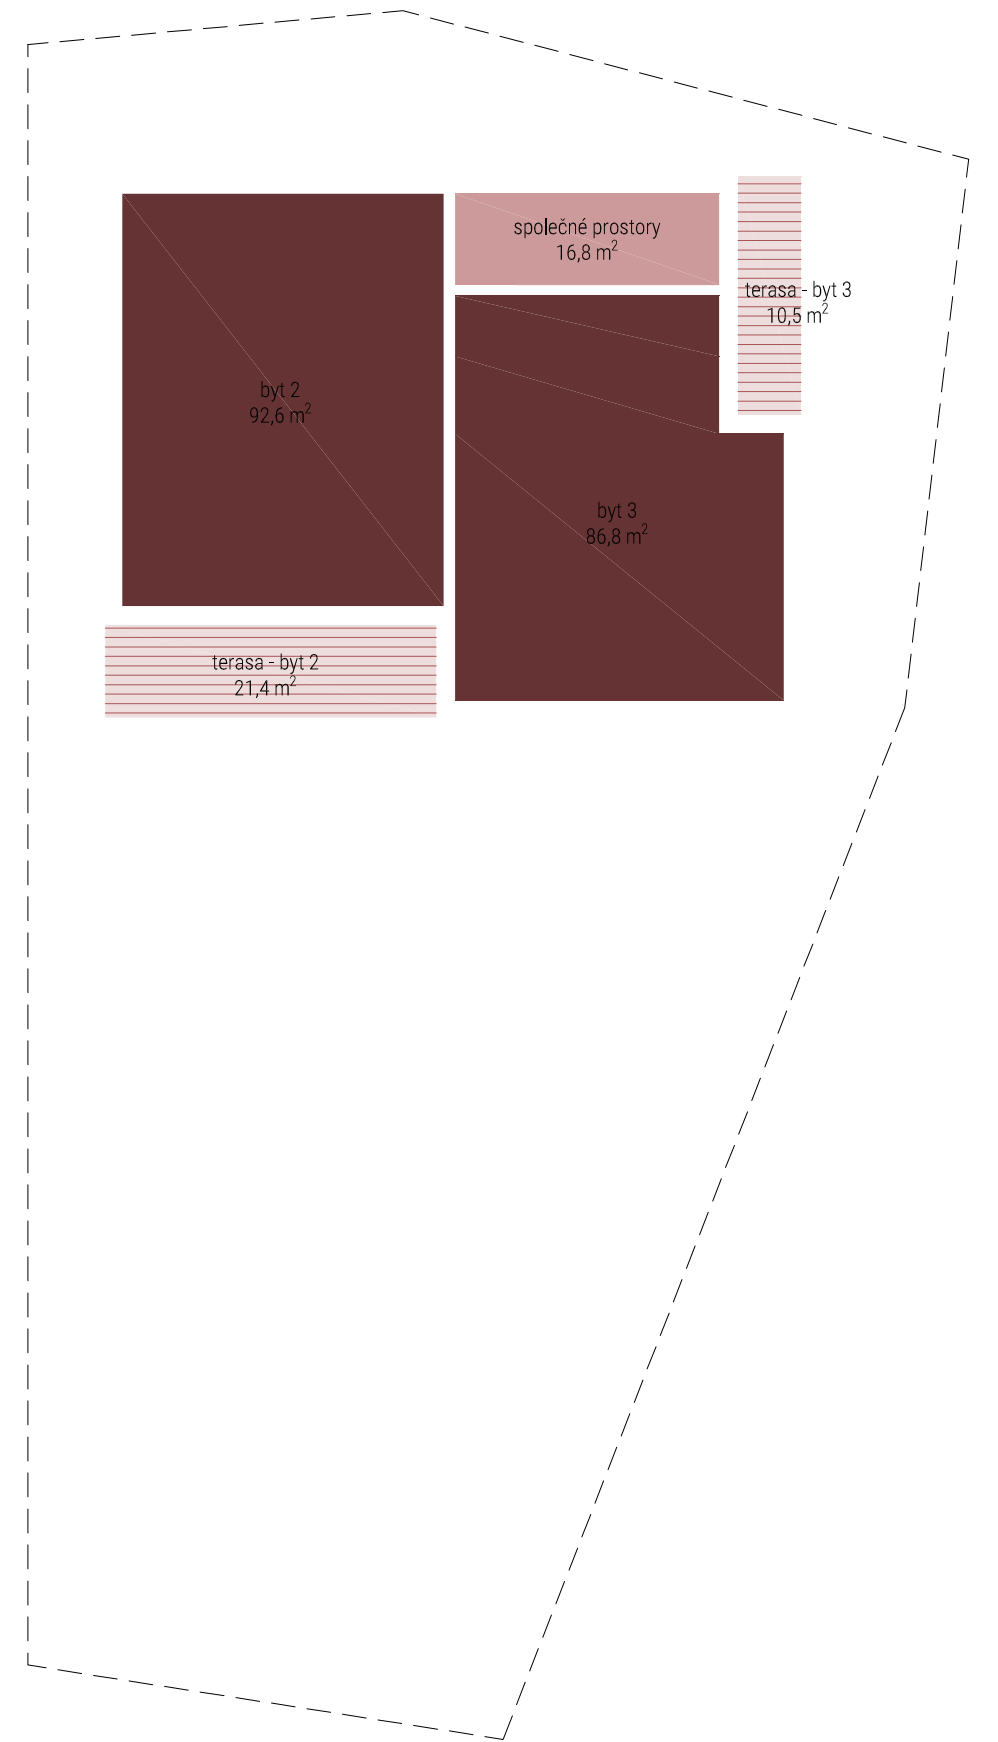 společné prostory
16,8 m²
terasa - byt 3
10,5 m²
byt 2
92,6 m²
byt 3
86,8 m²
terasa - byt 2
21,4 m²